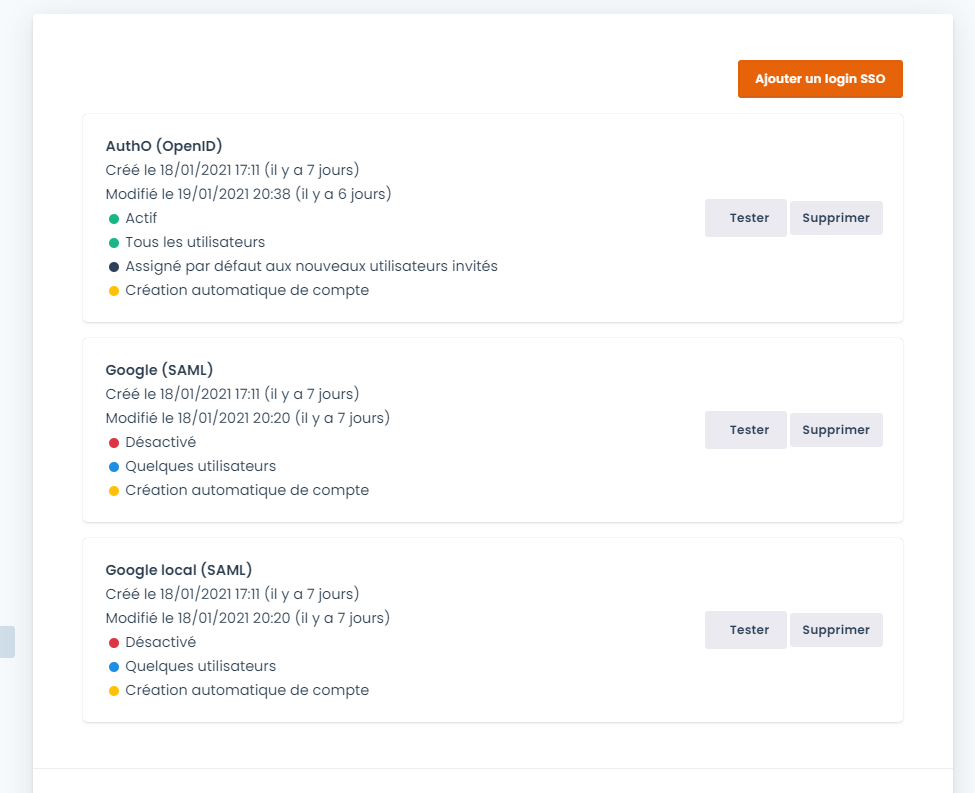 Ajouter un login SSO
AuthO (OpenID)
Créé le 18/01/2021 17:11 (il y a 7 jours)
Modifié le 19/01/2021 20:38 (il y a 6 jours)
Actif
Tous les utilisateurs
Assigné par défaut aux nouveaux utilisateurs invités
Création automatique de compte
Tester Supprimer
Google (SAML)
Créé le 18/01/2021 17:11 (il y a 7 jours)
Modifié le 18/01/2021 20:20 (il y a 7 jours)
Désactivé
Quelques utilisateurs
Création automatique de compte
Tester Supprimer
Google local (SAML)
Créé le 18/01/2021 17:11 (il y a 7 jours)
Modifié le 18/01/2021 20:20 (il y a 7 jours)
Désactivé
Quelques utilisateurs
Création automatique de compte
Tester Supprimer